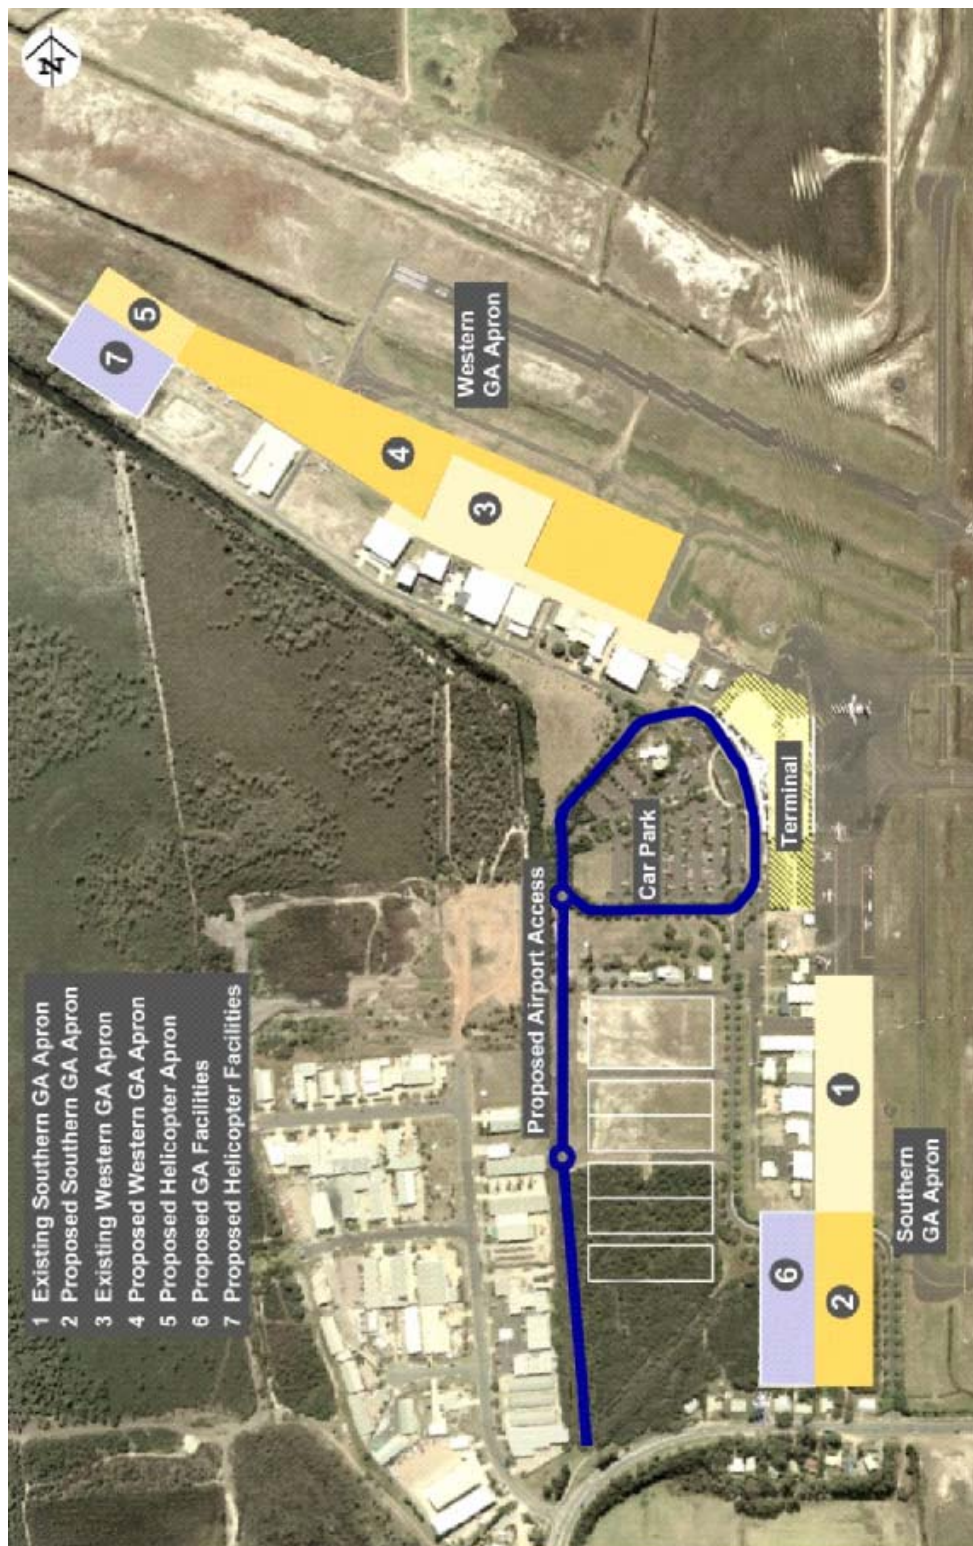 N
1 Existing Southern GA Apron
2 Proposed Southern GA Apron
3 Existing Western GA Apron
4 Proposed Western GA Apron
5 Proposed Helicopter Apron
6 Proposed GA Facilities
7 Proposed Helicopter Facilities
Proposed Airport Access
Car Park
Terminal
Southern
GA Apron
Western
GA Apron
6
2
1
3
4
7
5